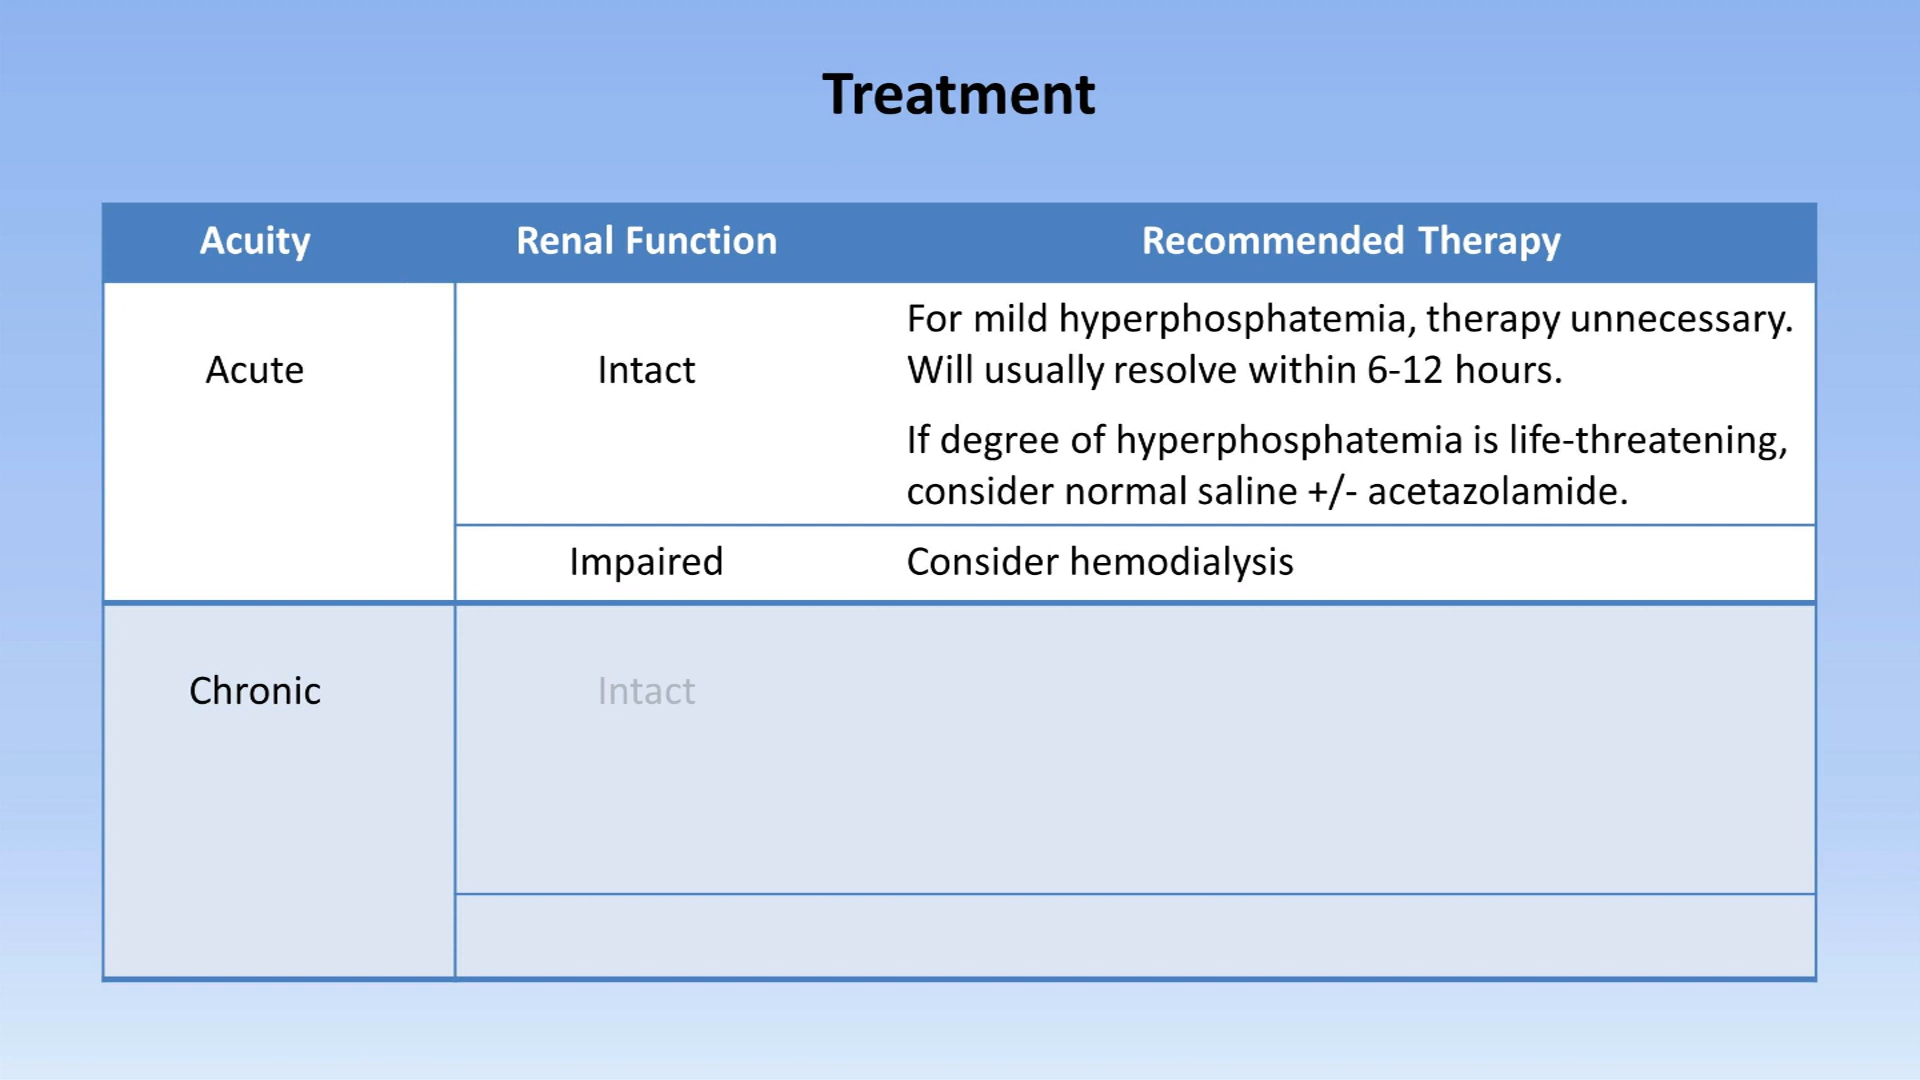 Treatment
Acuity Renal Function Recommended Therapy
Acute Intact For mild hyperphosphatemia, therapy unnecessary.
Will usually resolve within 6-12 hours.
If degree of hyperphosphatemia is life-threatening,
consider normal saline +/- acetazolamide.
Impaired Consider hemodialysis
Chronic Intact